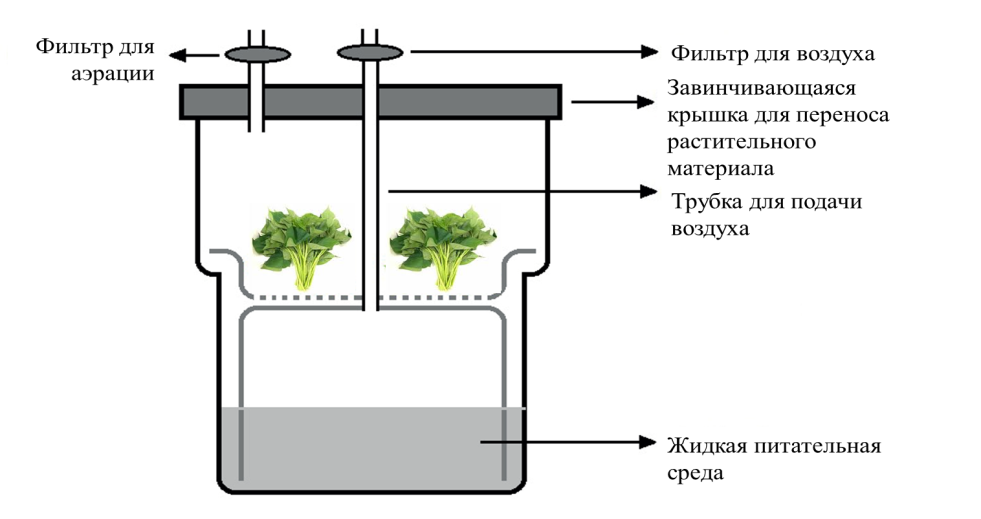 Фильтр для
аэрации
Фильтр для воздуха
Завинчивающаяся
крышка для переноса
растительного
материала
Трубка для подачи
воздуха
Жидкая питательная
среда